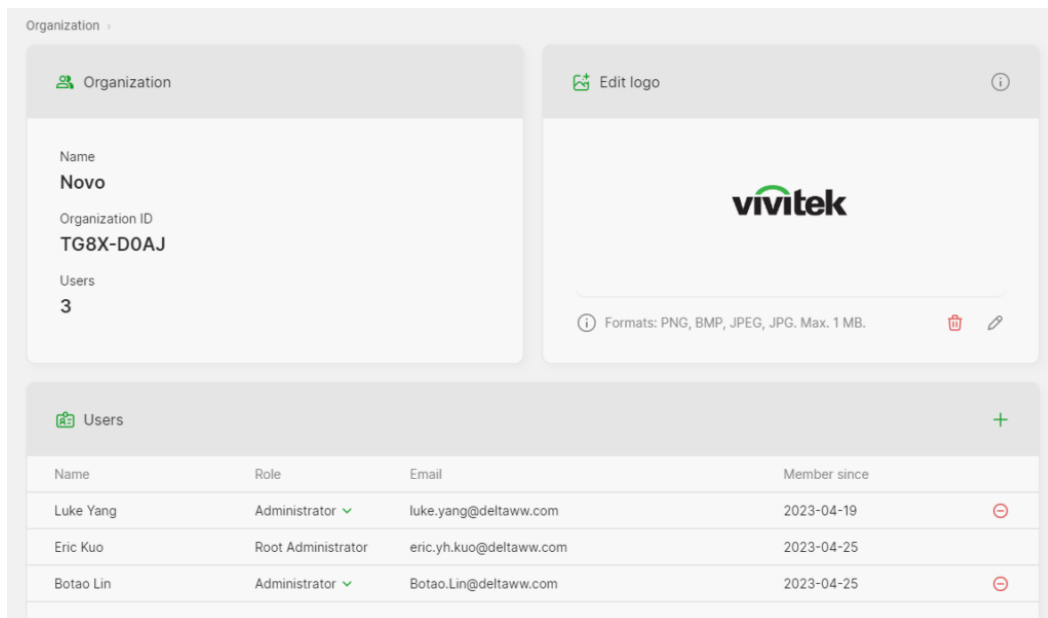 Organization ›
Organization
Name
Novo
Organization ID
TG8X-D0AJ
Users
3
Edit logo
vivitek
Formats: PNG, BMP, JPEG, JPG. Max. 1 MB.
Users
Name Role Email Member since
Luke Yang Administrator luke.yang@deltaww.com 2023-04-19
Eric Kuo Root Administrator eric.yh.kuo@deltaww.com 2023-04-25
Botao Lin Administrator Botao.Lin@deltaww.com 2023-04-25